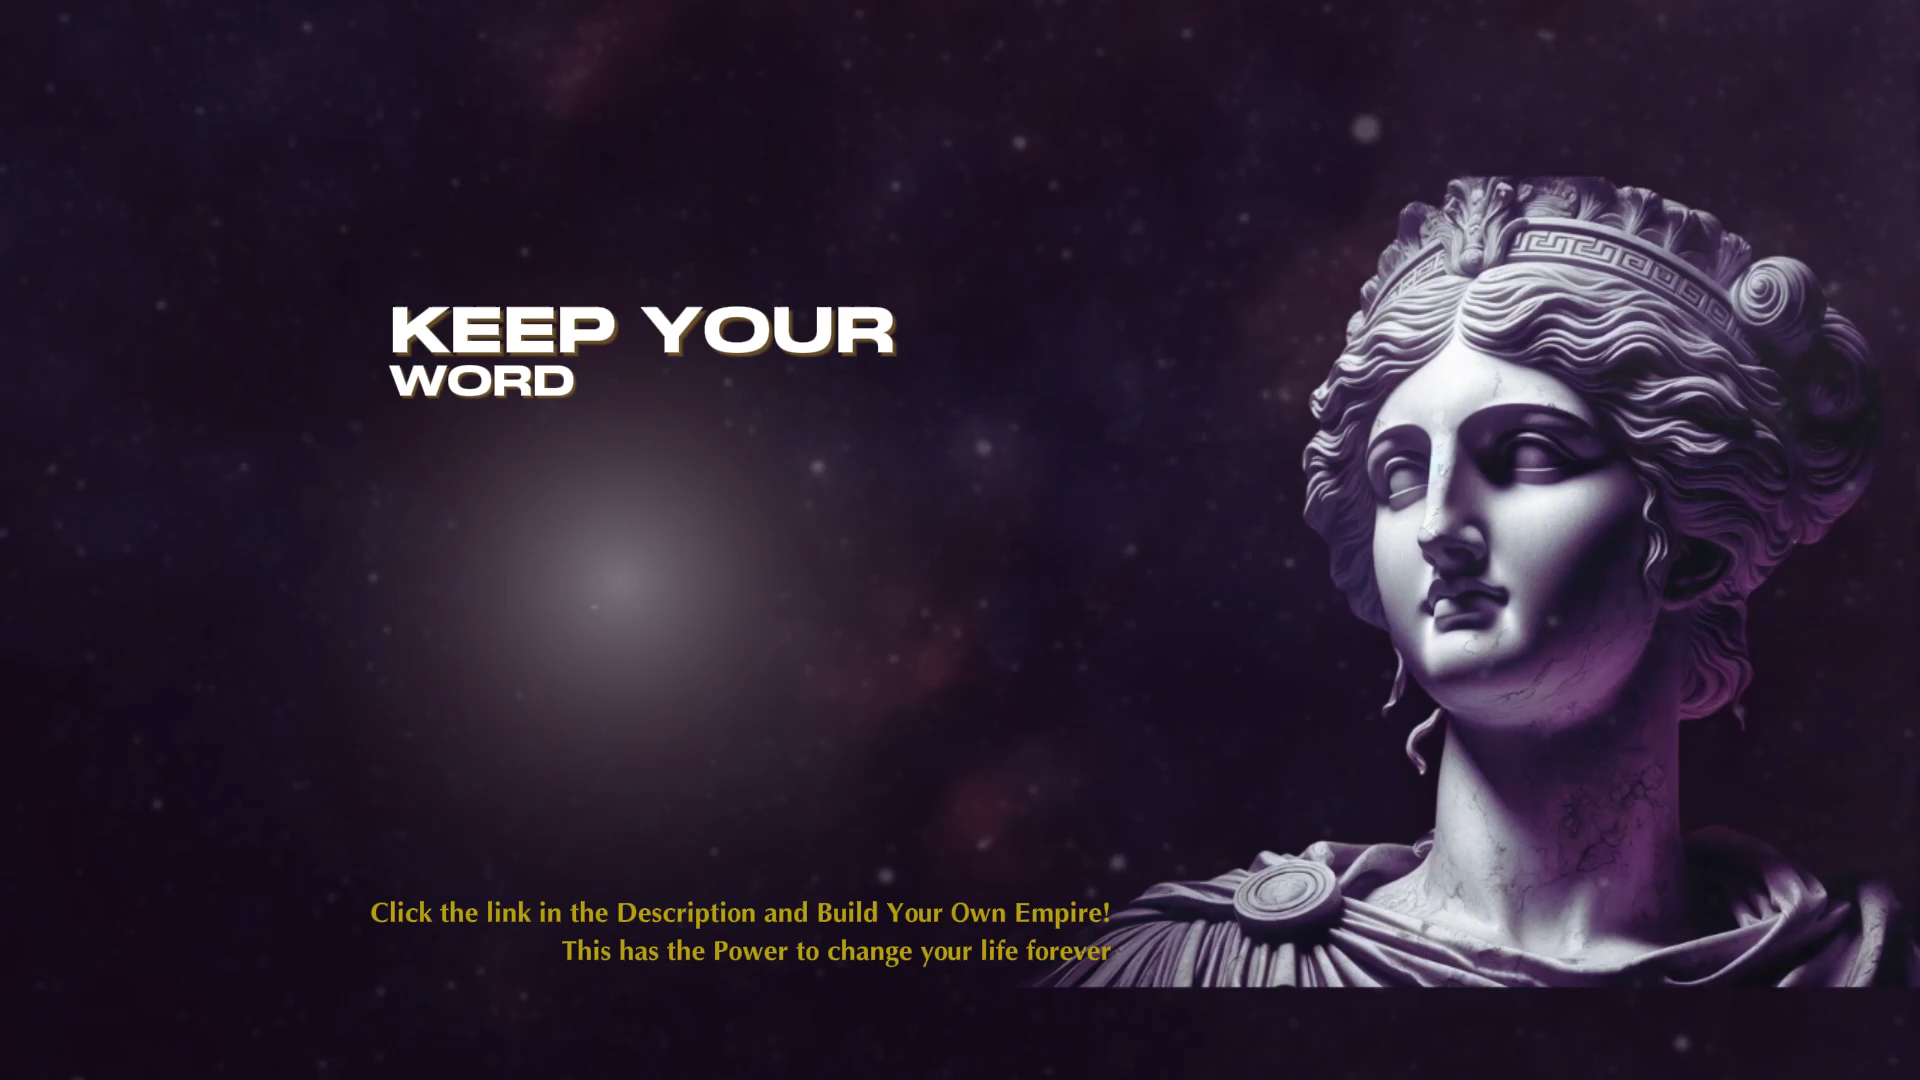 KEEP YOUR
WORD
Click the link in the Description and Build Your Own Empire!
This has the Power to change your life forever